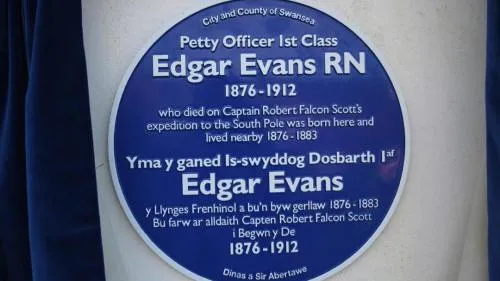 City and County of Swansea
Petty Officer 1st Class
Edgar Evans RN
1876-1912
who died on Captain Robert Falcon Scott's
expedition to the South Pole was born here and
lived nearby 1876-1883
Yma y ganed Is-swyddog Dosbarth 1af
Edgar Evans
y Llynges Frenhinol a bu'n byw gerllaw 1876-1883
Bu farw ar alldaith Capten Robert Falcon Scott
i Begwn y De
1876-1912
Dinas a Sir Abertawe